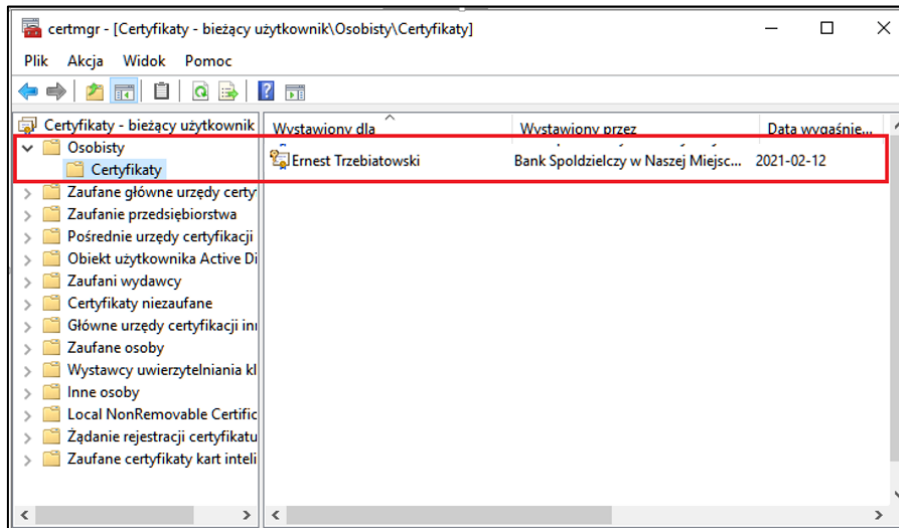 certmgr - [Certyfikaty - bieżący użytkownik\Osobisty\Certyfikaty]
Plik Akcja Widok Pomoc
Certyfikaty - bieżący użytkownik
Osobisty
Certyfikaty
Zaufane główne urzędy certy
Zaufanie przedsiębiorstwa
Pośrednie urzędy certyfikacji
Obiekt użytkownika Active Di
Zaufani wydawcy
Certyfikaty niezaufane
Główne urzędy certyfikacji inn
Zaufane osoby
Wystawcy uwierzytelniania kl
Inne osoby
Local NonRemovable Certific
Żądanie rejestracji certyfikatu
Zaufane certyfikaty kart inteli
Wystawiony dla Wystawiony przez Data wygaśnie...
Ernest Trzebiatowski Bank Spoldzielczy w Naszej Miejsc... 2021-02-12